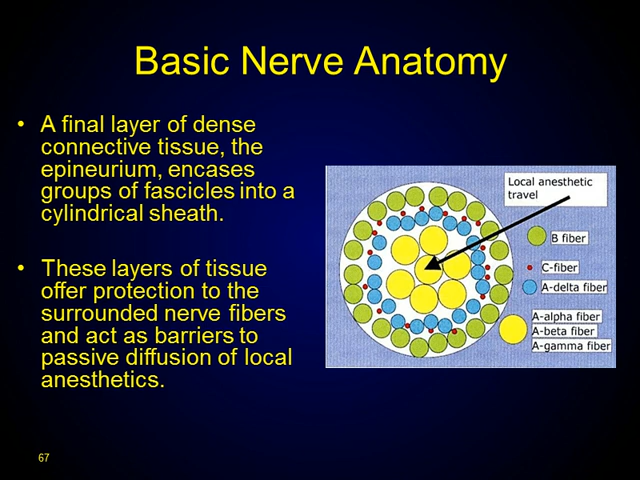 Basic Nerve Anatomy
• A final layer of dense
connective tissue, the
epineurium, encases
groups of fascicles into a
cylindrical sheath.
• These layers of tissue
offer protection to the
surrounded nerve fibers
and act as barriers to
passive diffusion of local
anesthetics.
Local anesthetic
travel
B fiber
C-fiber
A-delta fiber
A-alpha fiber
A-beta fiber
A-gamma fiber
67